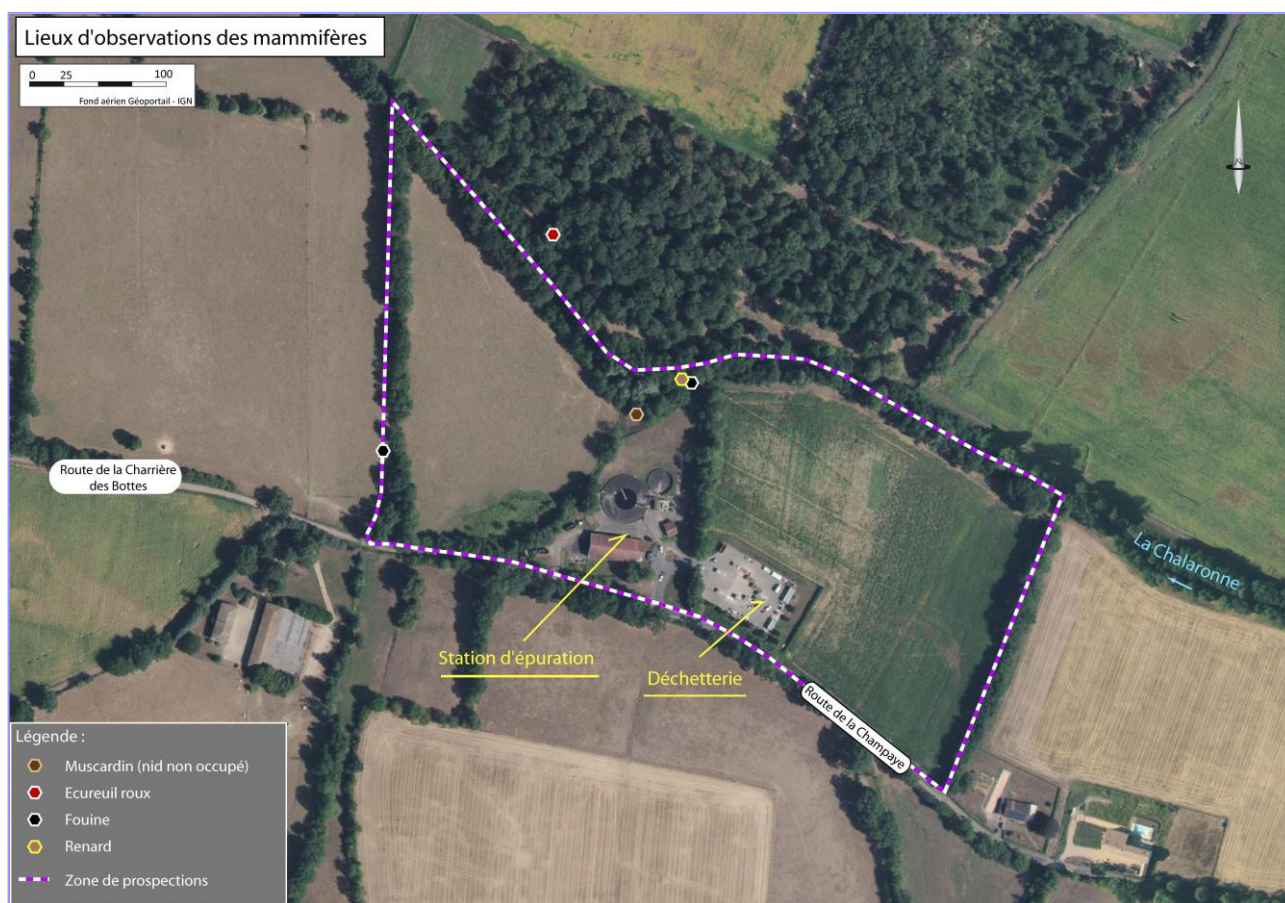 Lieux d'observations des mammifères
0 25 100
Fond aérien Géoportail - IGN
N
Route de la Charrière
des Bottes
La Chalaronne
Station d'épuration
Déchetterie
Route de la Champaye
Légende :
Muscardin (nid non occupé)
Ecureuil roux
Fouine
Renard
Zone de prospections